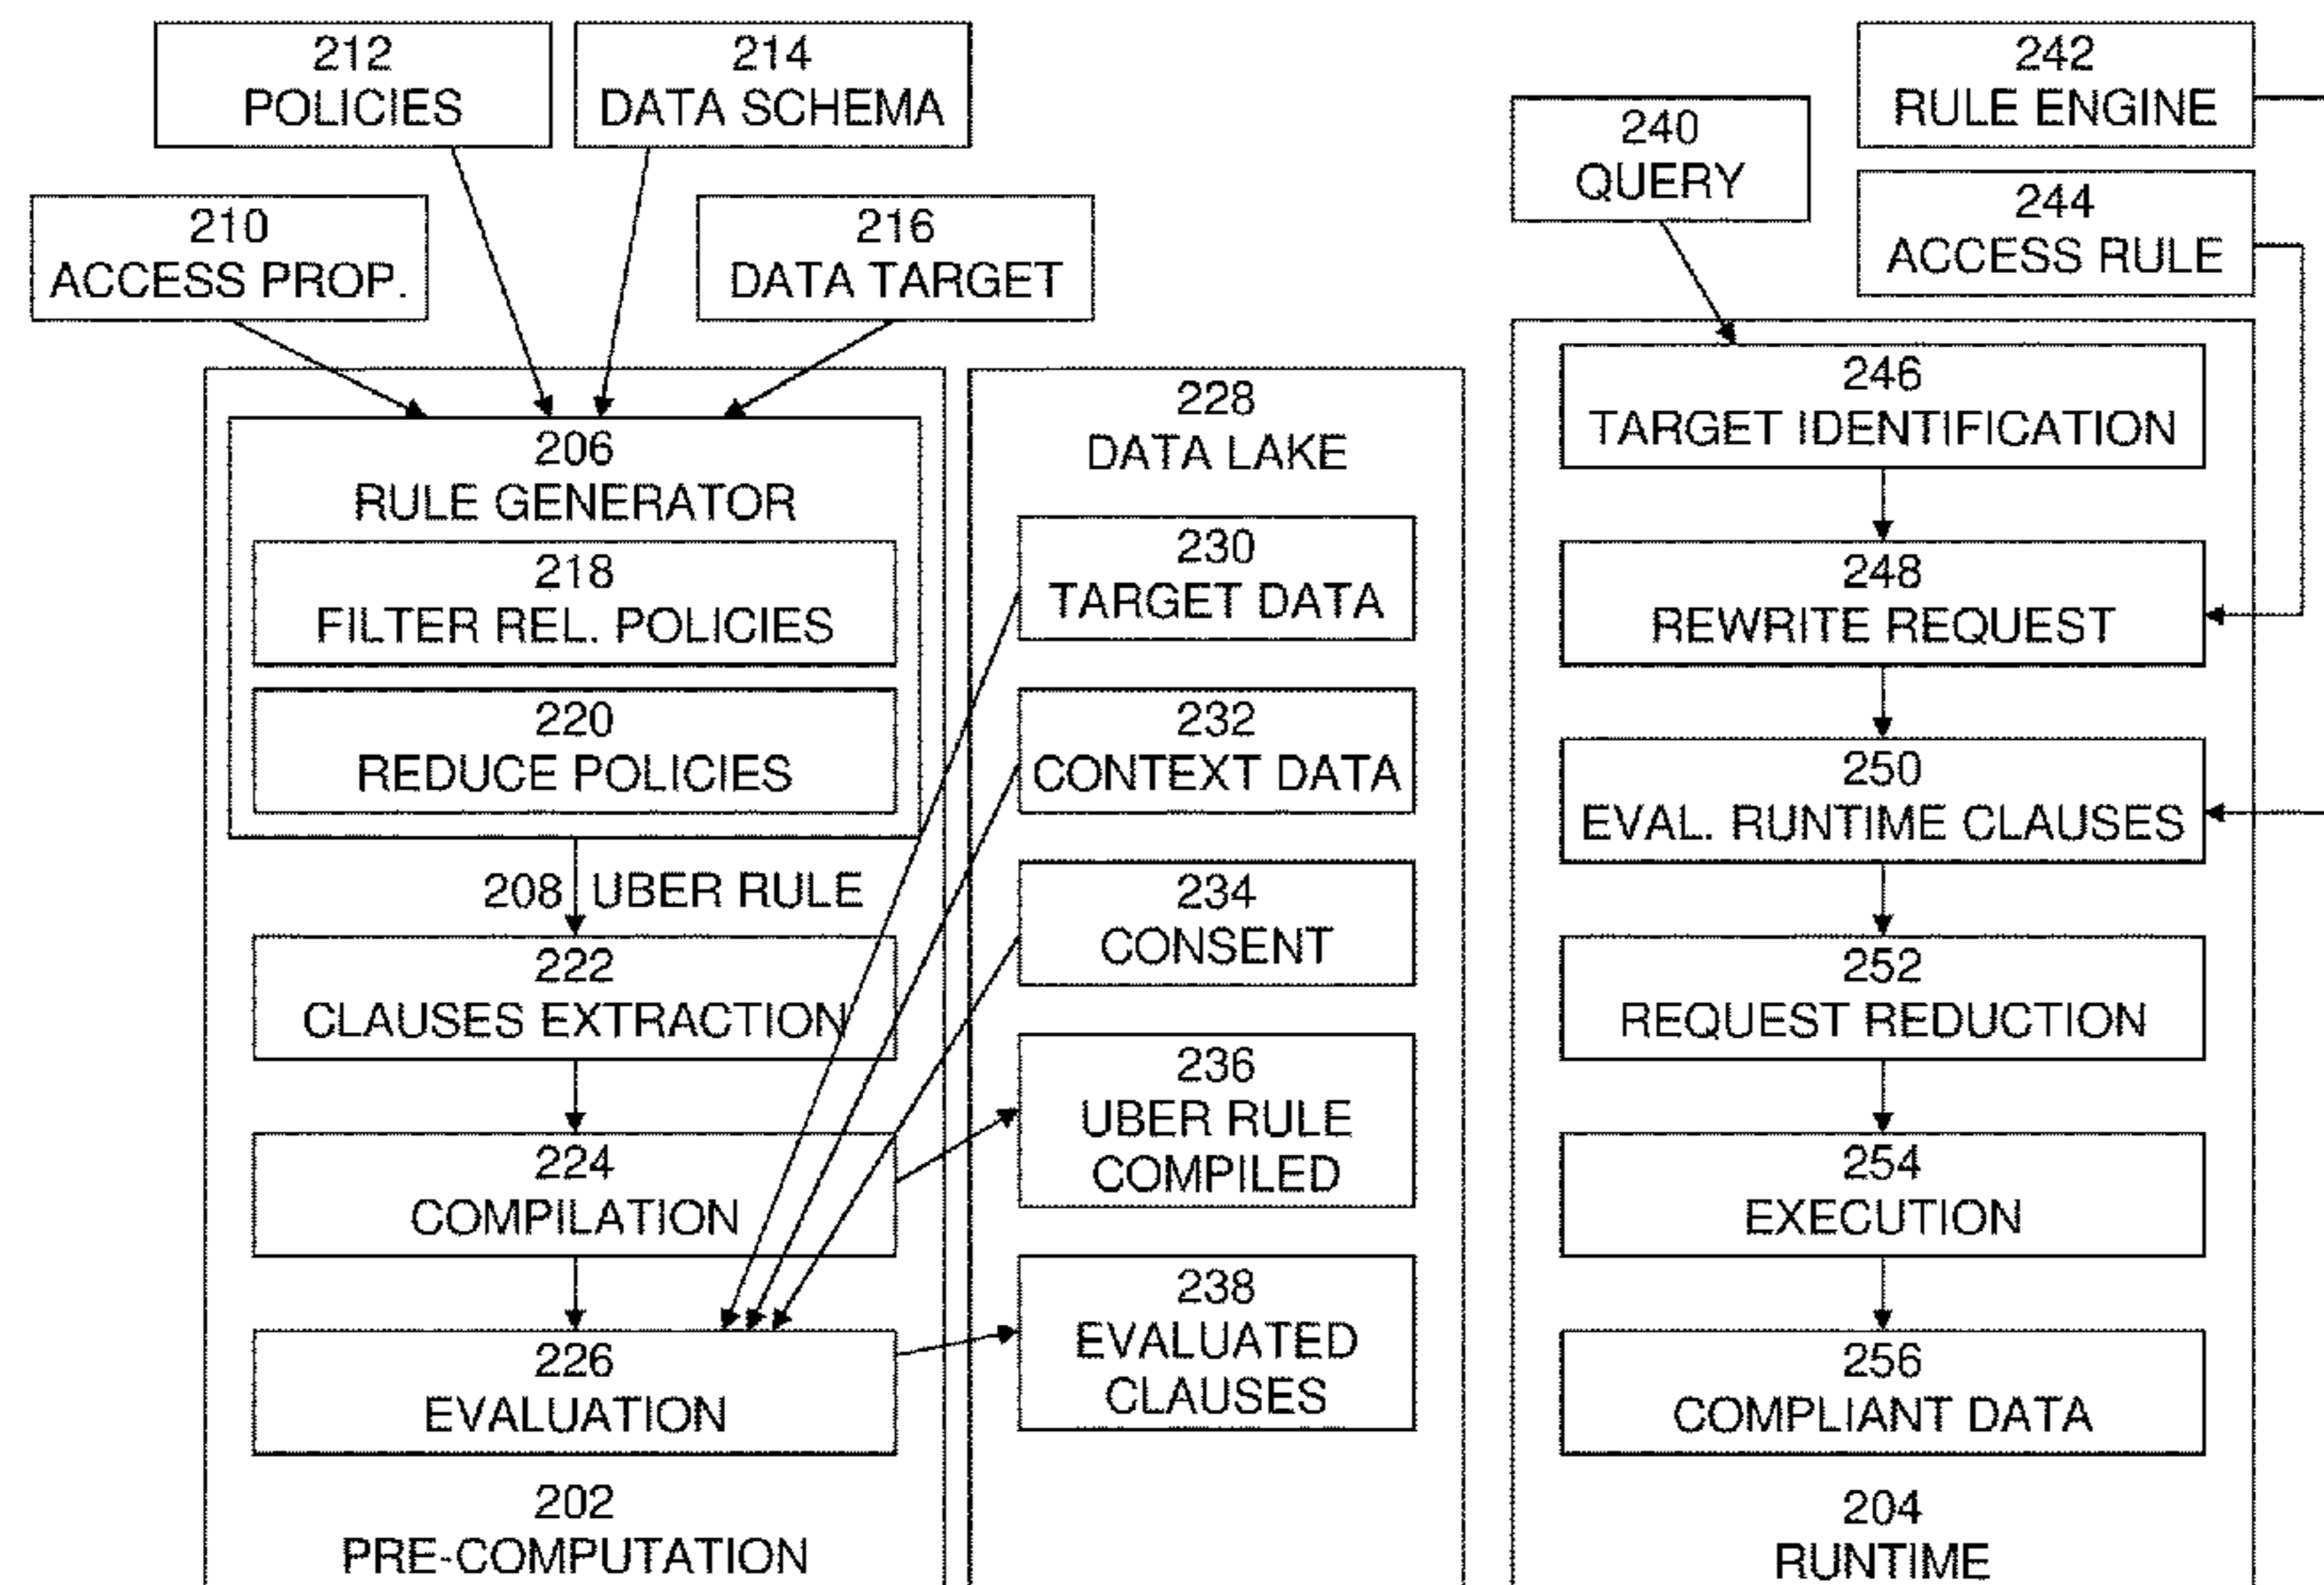 212
POLICIES
214
DATA SCHEMA
210
ACCESS PROP.
216
DATA TARGET
206
RULE GENERATOR
218
FILTER REL. POLICIES
220
REDUCE POLICIES
208 UBER RULE
222
CLAUSES EXTRACTION
224
COMPILATION
226
EVALUATION
202
PRE-COMPUTATION
228
DATA LAKE
230
TARGET DATA
232
CONTEXT DATA
234
CONSENT
236
UBER RULE
COMPILED
238
EVALUATED
CLAUSES
240
QUERY
242
RULE ENGINE
244
ACCESS RULE
246
TARGET IDENTIFICATION
248
REWRITE REQUEST
250
EVAL. RUNTIME CLAUSES
252
REQUEST REDUCTION
254
EXECUTION
256
COMPLIANT DATA
204
RUNTIME